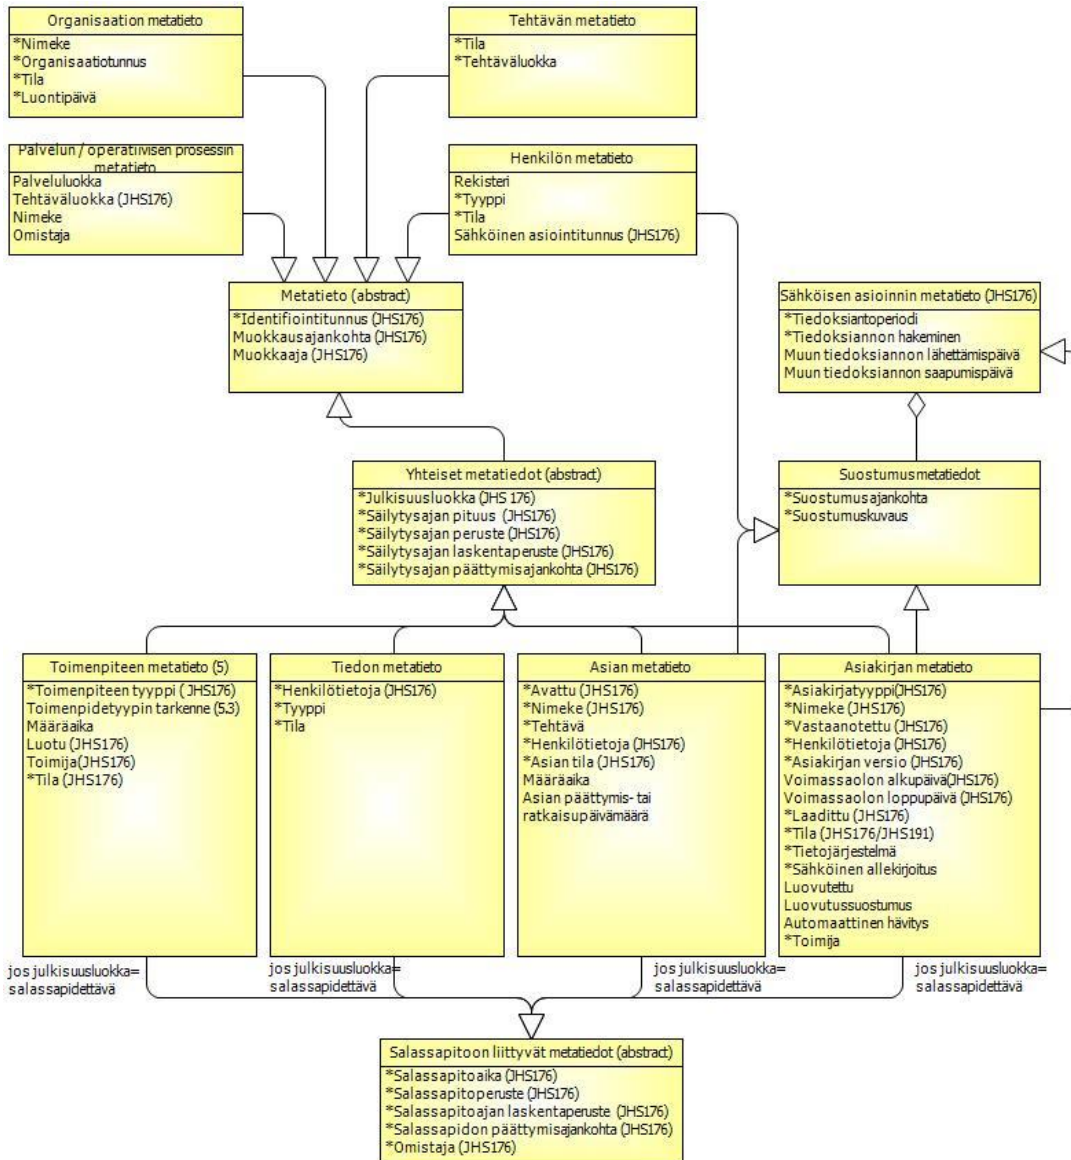 Organisaation metatieto
*Nimeke
*Organisaatiotunnus
*Tila
*Luontipäivä
Tehtävän metatieto
*Tila
*Tehtäväluokka
Palvelun / operatiivisen prosessin
metatieto
Palveluluokka
Tehtäväluokka (JHS176)
Nimeke
Omistaja
Henkilön metatieto
Rekisteri
*Tyyppi
*Tila
Sähköinen asiointitunnus (JHS176)
Metatieto (abstract)
*Identifiointitunnus (JHS176)
Muokkausajankohta (JHS176)
Muokkaaja (JHS176)
Sähköisen asioinnin metatieto (JHS176)
*Tiedoksiantoperiodi
*Tiedoksiannon hakeminen
Muun tiedoksiannon lähettämispäivä
Muun tiedoksiannon saapumispäivä
Yhteiset metatiedot (abstract)
*Julkisuusluokka (JHS 176)
*Säilytysajan pituus (JHS176)
*Säilytysajan peruste (JHS176)
*Säilytysajan laskentaperuste (JHS176)
*Säilytysajan päättymisajankohta (JHS176)
Suostumusmetatiedot
*Suostumusajankohta
*Suostumuskuvaus
Toimenpiteen metatieto (5)
*Toimenpiteen tyyppi ( JHS176)
Toimenpidetyypin tarkenne (5.3)
Määräaika
Luotu (JHS176)
Toimija(JHS176)
*Tila (JHS176)
Tiedon metatieto
*Henkilötietoja (JHS176)
*Tyyppi
*Tila
Asian metatieto
*Avattu (JHS176)
*Nimeke (JHS176)
*Tehtävä
*Henkilötietoja (JHS176)
*Asian tila (JHS176)
Määräaika
Asian päättymis- tai
ratkaisupäivämäärä
Asiakirjan metatieto
*Asiakirjatyyppi(JHS176)
*Nimeke (JHS176)
*Vastaanotettu (JHS176)
*Henkilötietoja (JHS176)
*Asiakirjan versio (JHS176)
Voimassaolon alkupäivä(JHS176)
Voimassaolon loppupäivä (JHS176)
*Laadittu (JHS176)
*Tila (JHS176/JHS191)
*Tietojärjestelmä
*Sähköinen allekirjoitus
Luovutettu
Luovutussuostumus
Automaattinen hävitys
*Toimija
jos julkisuusluokka=
salassapidettävä
jos julkisuusluokka=
salassapidettävä
jos julkisuusluokka=
salassapidettävä
jos julkisuusluokka=
salassapidettävä
Salassapitoon liittyvät metatiedot (abstract)
*Salassapitoaika (JHS176)
*Salassapitoperuste (JHS176)
*Salassapitoajan laskentaperuste (JHS176)
*Salassapidon päättymisajankohta (JHS176)
*Omistaja (JHS176)